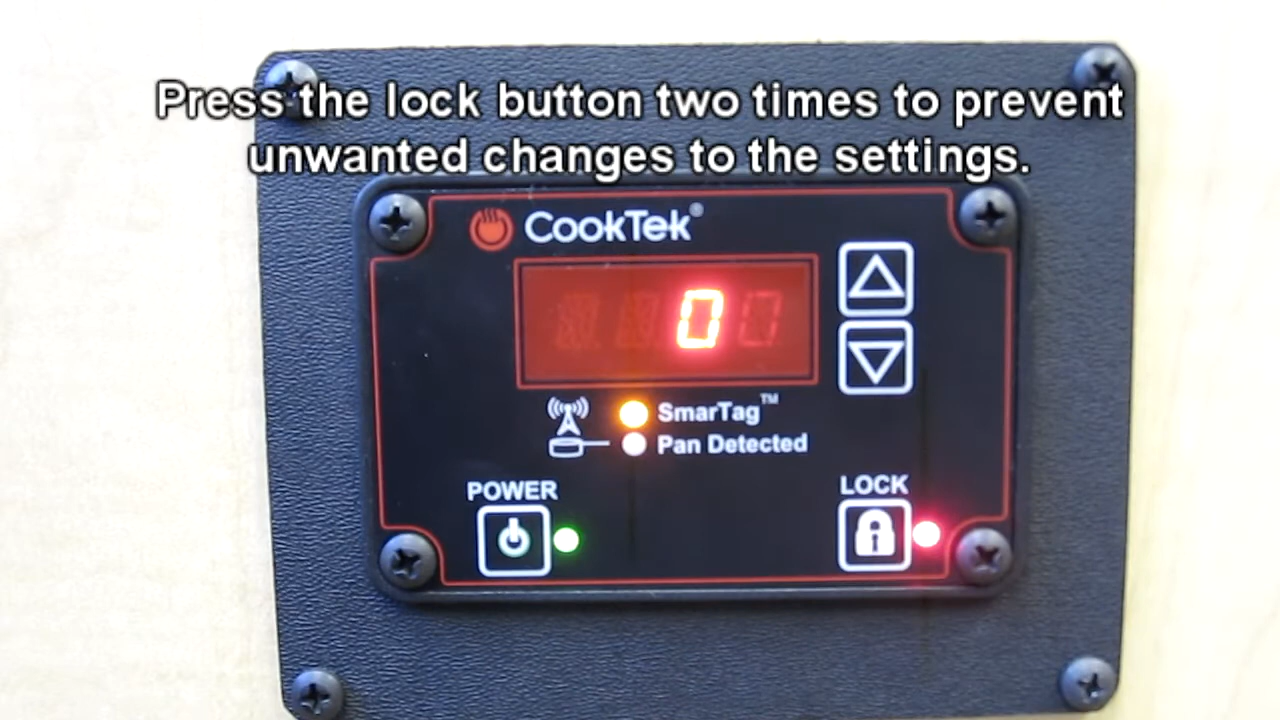 Press the lock button two times to prevent
unwanted changes to the settings.
CookTek®
0
SmarTag™
Pan Detected
POWER
LOCK